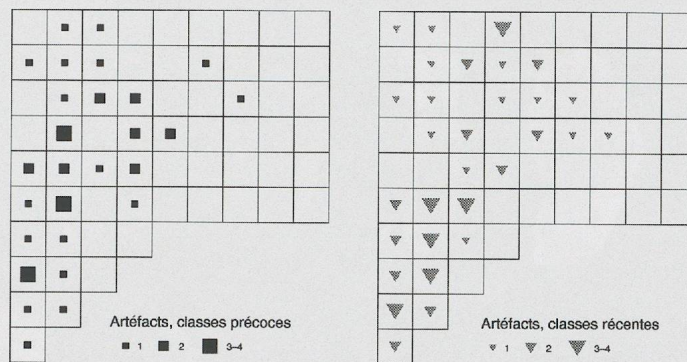 Artéfacts, classes précoces
1 2 3–4
Artéfacts, classes récentes
1 2 3–4